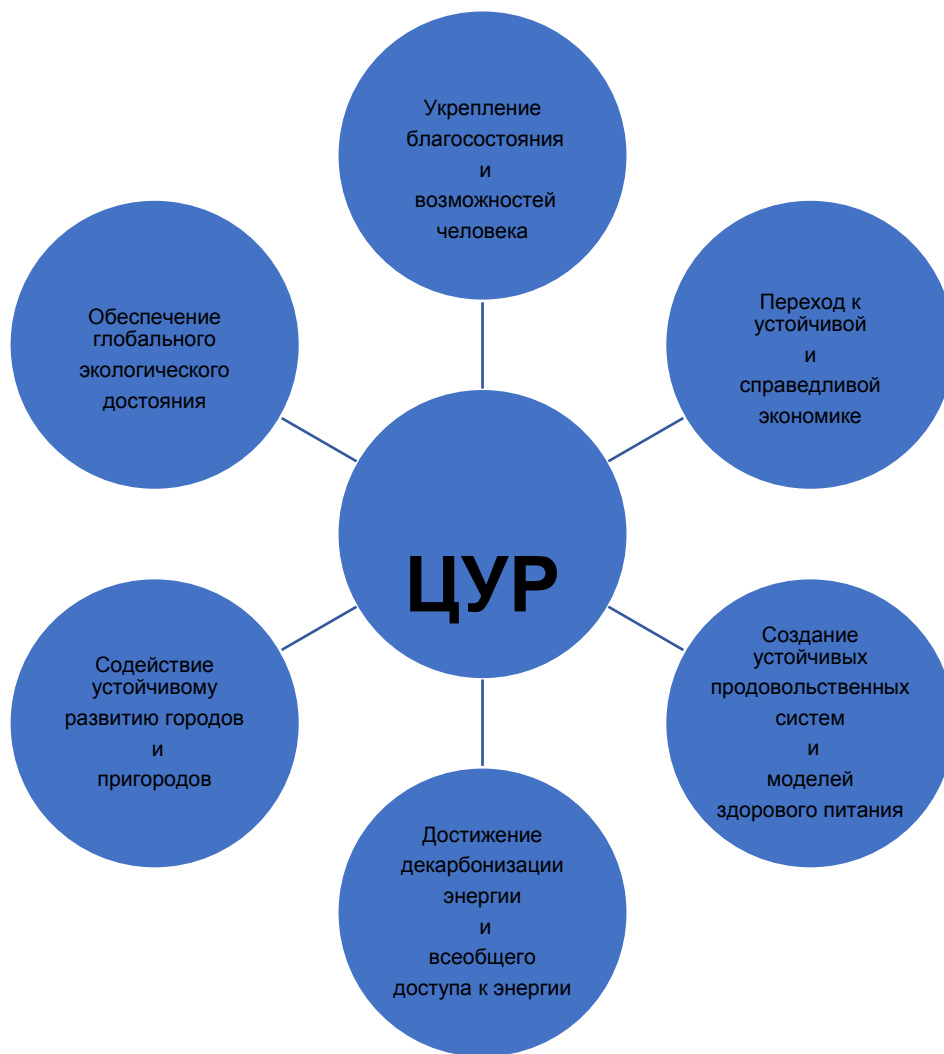 Укрепление
благосостояния
и
возможностей
человека
Переход к
устойчивой
и
справедливой
экономике
Создание
устойчивых
продовольственных
систем
и
моделей
здорового питания
Достижение
декарбонизации
энергии
и
всеобщего
доступа к энергии
Содействие
устойчивому
развитию городов
и
пригородов
Обеспечение
глобального
экологического
достояния
ЦУР